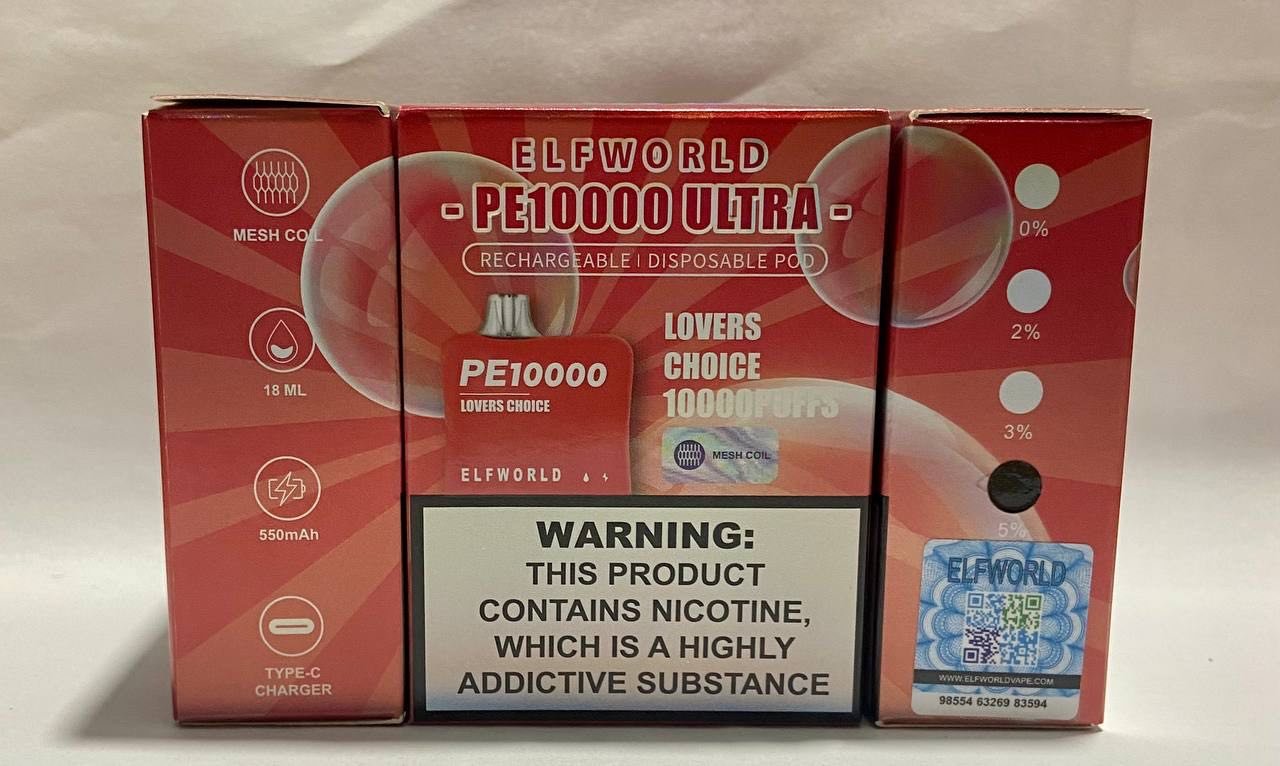 MESH COIL
18 ML
550mAh
TYPE-C
CHARGER
ELFWORLD
- PE10000 ULTRA -
RECHARGEABLE | DISPOSABLE POD
PE10000
LOVERS CHOICE
ELFWORLD
LOVERS
CHOICE
10000PUFFS
MESH COIL
WARNING:
THIS PRODUCT
CONTAINS NICOTINE,
WHICH IS A HIGHLY
ADDICTIVE SUBSTANCE
0%
2%
3%
5%
ELFWORLD
WWW.ELFWORLDVAPE.COM
98554 63269 83594